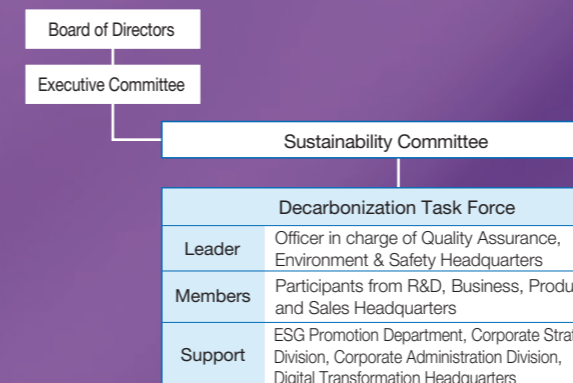 Board of Directors
Executive Committee
Sustainability Committee
Decarbonization Task Force
Leader
Officer in charge of Quality Assurance,
Environment & Safety Headquarters
Members
Participants from R&D, Business,
and Sales Headquarters
Support
ESG Promotion Department, Corporate
Division, Corporate Administration Division,
Digital Transformation Headquarters